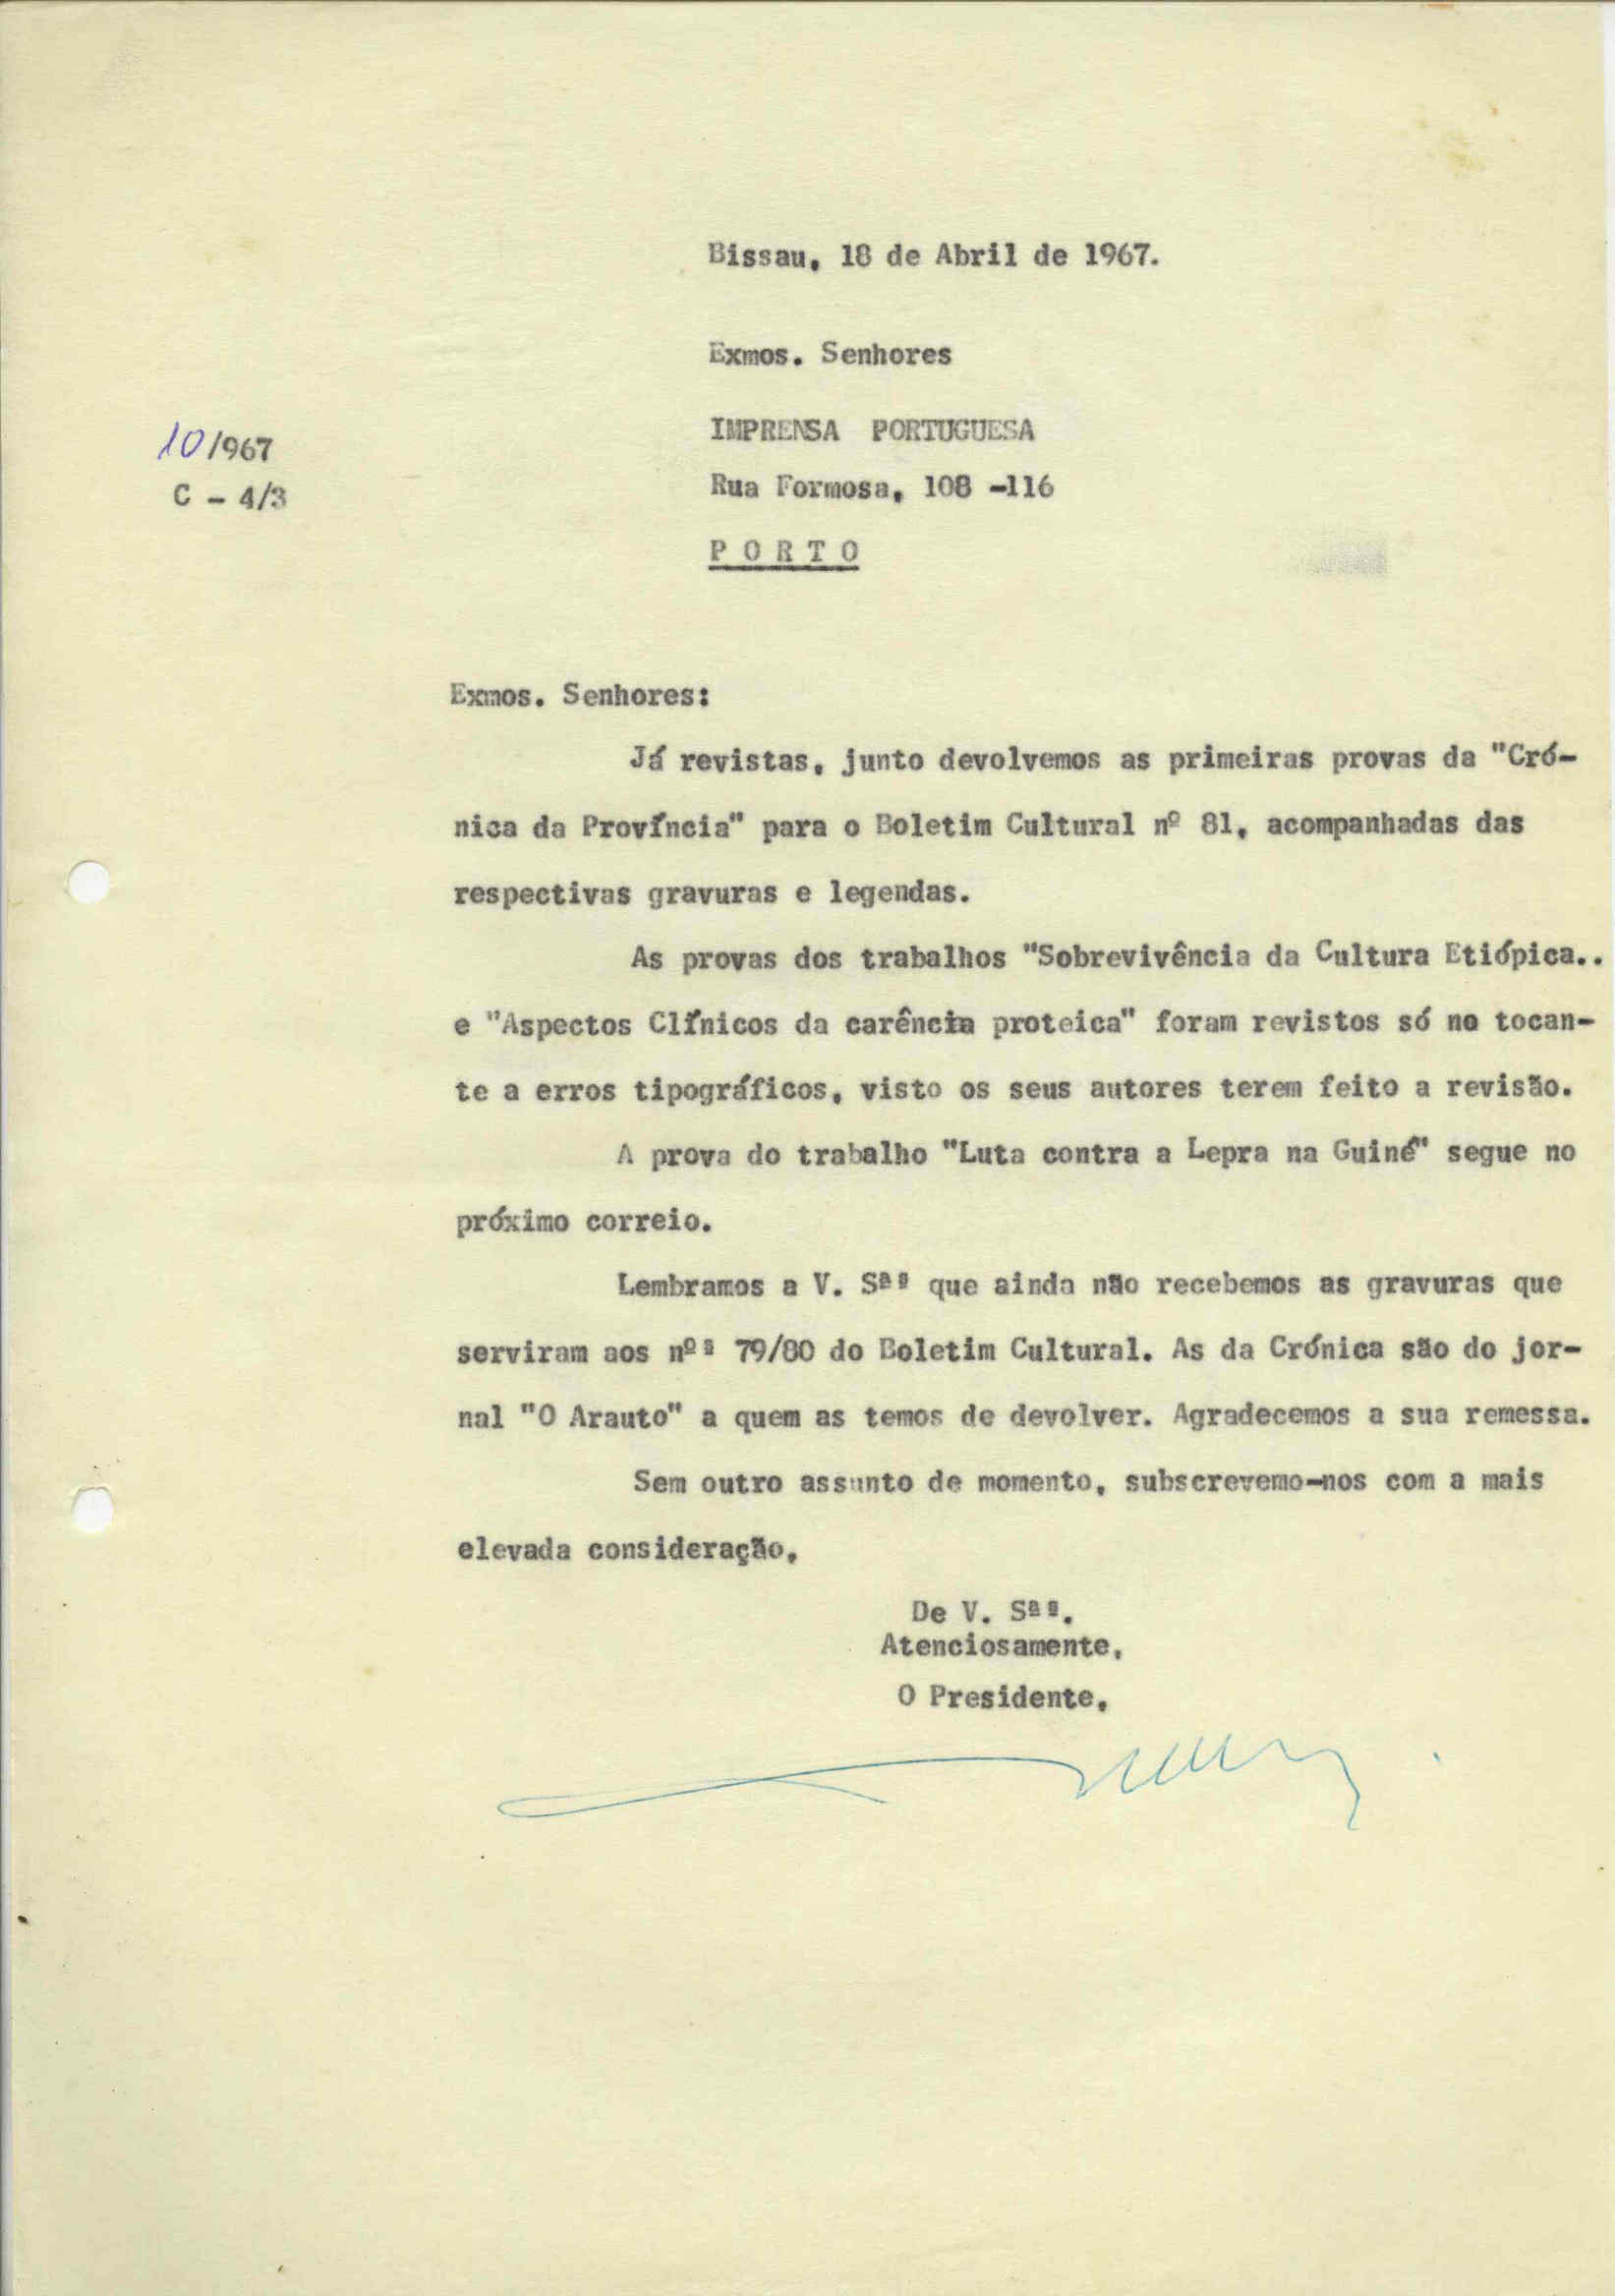 Bissau, 18 de Abril de 1967.
Exmos. Senhores
IMPRENSA PORTUGUESA
10/967
Rua Formosa, 108 -116
C - 4/3
P O R T O
Exmos. Senhores:
Já revistas, junto devolvemos as primeiras provas da "Cró-
nica da Província" para o Boletim Cultural nº 81, acompanhadas das
respectivas gravuras e legendas.
As provas dos trabalhos "Sobrevivência da Cultura Etiópica..
e "Aspectos Clínicos da carência proteica" foram revistos só no tocan-
te a erros tipográficos, visto os seus autores terem feito a revisão.
A prova do trabalho "Luta contra a Lepra na Guiné" segue no
próximo correio.
Lembramos a V. Sªˢ que ainda não recebemos as gravuras que
serviram aos nºˢ 79/80 do Boletim Cultural. As da Crónica são do jor-
nal "O Arauto" a quem as temos de devolver. Agradecemos a sua remessa.
Sem outro assunto de momento, subscrevemo-nos com a mais
elevada consideração,
De V. Sªˢ.
Atenciosamente,
O Presidente,